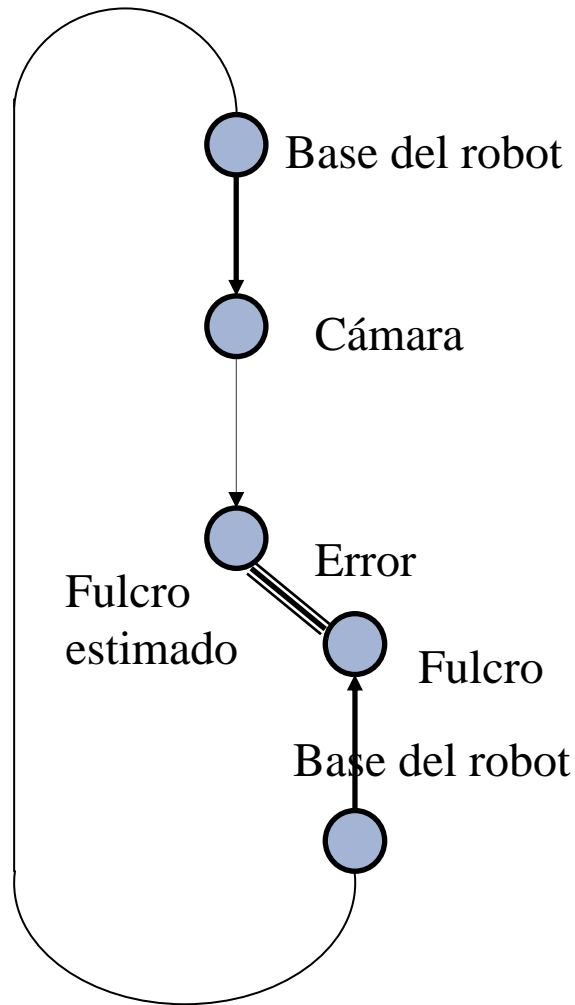 Base del robot
Cámara
Error
Fulcro
estimado
Fulcro
Base del robot